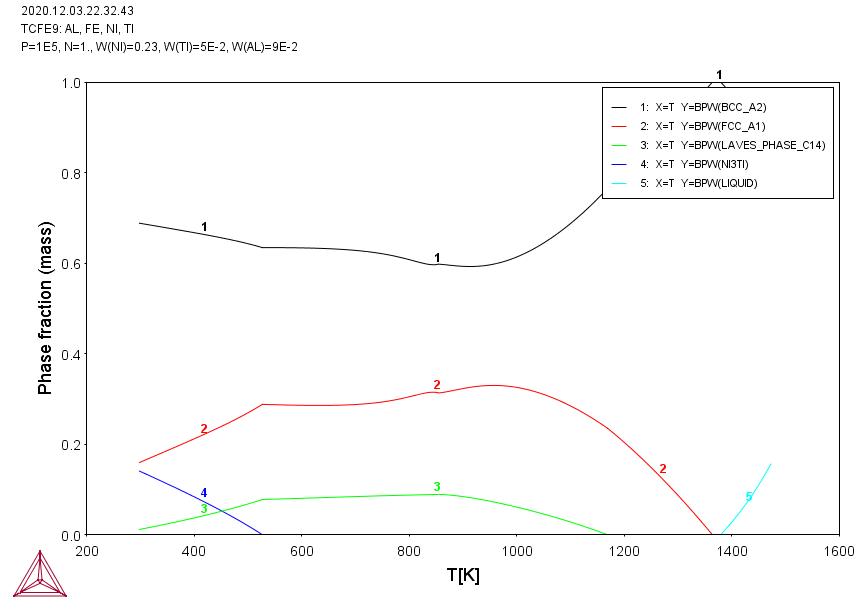 2020.12.03.22.32.43
TCFE9: AL, FE, NI, TI
P=1E5, N=1., W(NI)=0.23, W(TI)=5E-2, W(AL)=9E-2
1
1.0
1: X=T Y=BPW(BCC_A2)
2: X=T Y=BPW(FCC_A1)
3: X=T Y=BPW(LAVES_PHASE_C14)
4: X=T Y=BPW(NI3TI)
5: X=T Y=BPW(LIQUID)
0.8
1
1
0.6
Phase fraction (mass)
0.4
2
2
2
0.2
4
3
3
5
0.0
200 400 600 800 1000 1200 1400 1600
T[K]